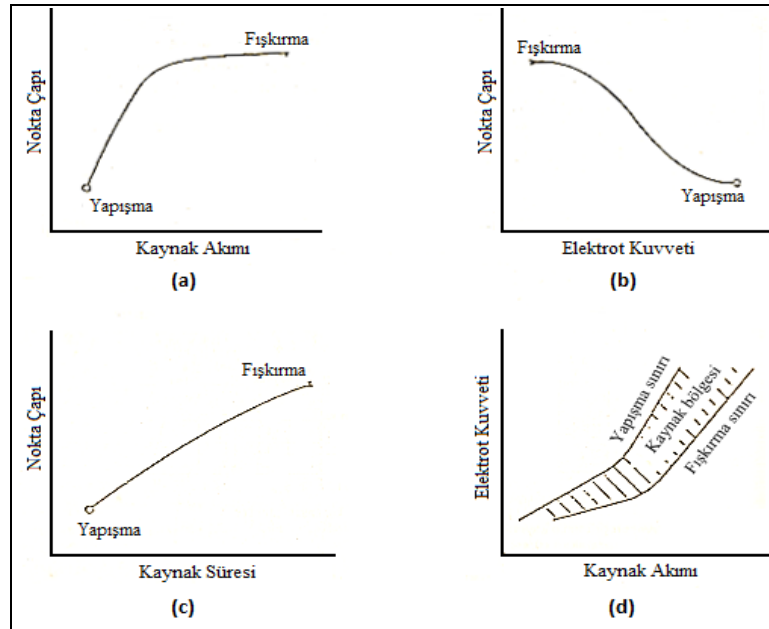 Fışkırma
Nokta Çapı
Yapışma
Kaynak Akımı
(a)
Fışkırma
Nokta Çapı
Yapışma
Elektrot Kuvveti
(b)
Fışkırma
Nokta Çapı
Yapışma
Kaynak Süresi
(c)
Yapışma sınırı
Kaynak bölgesi
Fışkırma sınırı
Elektrot Kuvveti
Kaynak Akımı
(d)